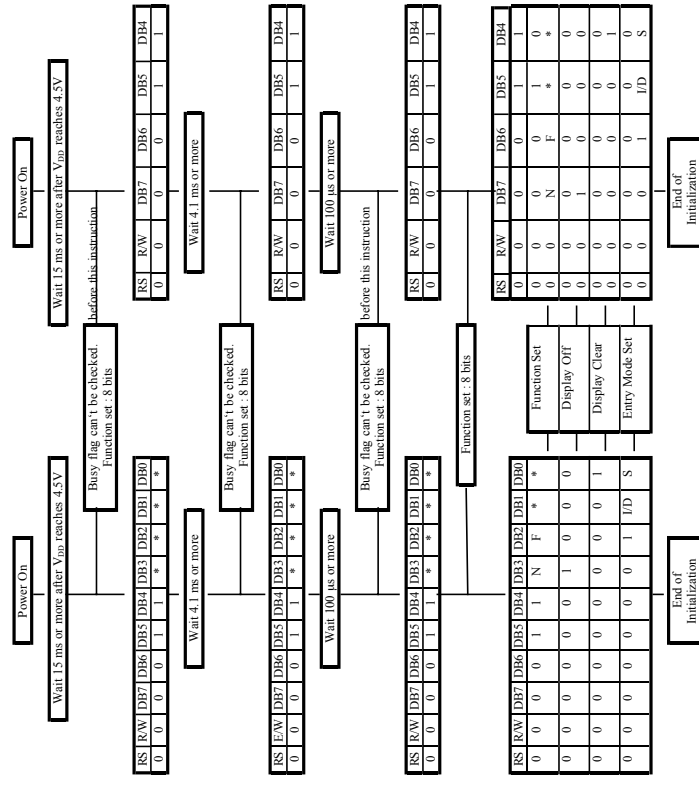 Power On
Power On
Wait 15 ms or more after VDD reaches 4.5V
Wait 15 ms or more after VDD reaches 4.5V
Busy flag can't be checked. before this instruction
Function set : 8 bits
RS R/W DB7 DB6 DB5 DB4 DB3 DB2 DB1 DB0
0 0 0 0 1 1 * * * *
RS R/W DB7 DB6 DB5 DB4
0 0 0 0 1 1
Wait 4.1 ms or more
Wait 4.1 ms or more
Busy flag can't be checked.
Function set : 8 bits
RS E/W DB7 DB6 DB5 DB4 DB3 DB2 DB1 DB0
0 0 0 0 1 1 * * * *
RS R/W DB7 DB6 DB5 DB4
0 0 0 0 1 1
Wait 100 µs or more
Wait 100 µs or more
Busy flag can't be checked. before this instruction
Function set : 8 bits
RS R/W DB7 DB6 DB5 DB4 DB3 DB2 DB1 DB0
0 0 0 0 1 1 * * * *
RS R/W DB7 DB6 DB5 DB4
0 0 0 0 1 1
Function set : 8 bits
RS R/W DB7 DB6 DB5 DB4 DB3 DB2 DB1 DB0
0 0 0 0 1 1 N F * *
0 0 0 0 0 0 1 0 0 0
0 0 0 0 0 0 0 0 0 1
0 0 0 0 0 0 0 1 I/D S
Function Set
Display Off
Display Clear
Entry Mode Set
RS R/W DB7 DB6 DB5 DB4
0 0 0 0 1 1
0 0 0 0 1 0
0 0 N F * *
0 0 0 0 0 0
0 0 1 0 0 0
0 0 0 0 0 0
0 0 0 0 0 1
0 0 0 0 0 0
0 0 0 1 I/D S
End of
Initialization
End of
Initialization